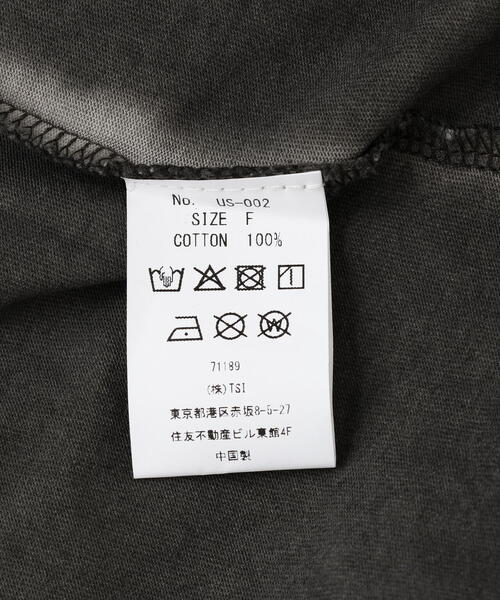 No. US-002
SIZE F
COTTON 100%
71189
(株)TSI
東京都港区赤坂8-5-27
住友不動産ビル東館4F
中国製